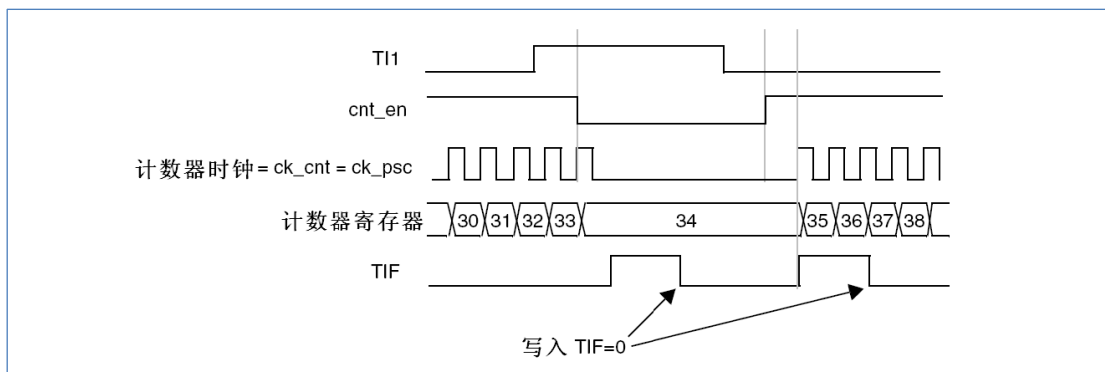 TI1
cnt_en
计数器时钟= ck_cnt = ck_psc
计数器寄存器 30 31 32 33 34 35 36 37 38
TIF
写入 TIF=0